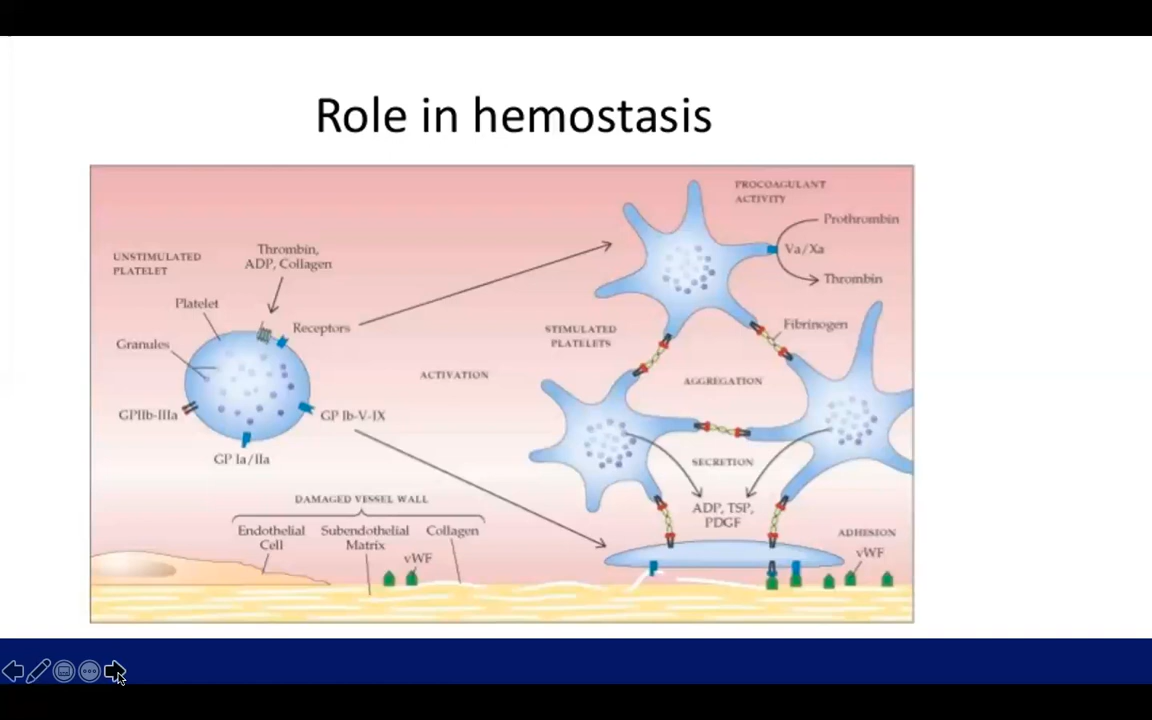 Role in hemostasis
PROCOAGULANT
ACTIVITY
Prothrombin
Va/Xa
Thrombin
UNSTIMULATED
PLATELET
Thrombin,
ADP, Collagen
Platelet
Receptors
Granules
GPIIb-IIIa
GP Ib-V-IX
GP Ia/IIa
ACTIVATION
STIMULATED
PLATELETS
Fibrinogen
AGGREGATION
SECRETION
ADP, TSP,
PDGF
DAMAGED VESSEL WALL
Endothelial
Cell
Subendothelial
Matrix
Collagen
vWF
ADHESION
vWF